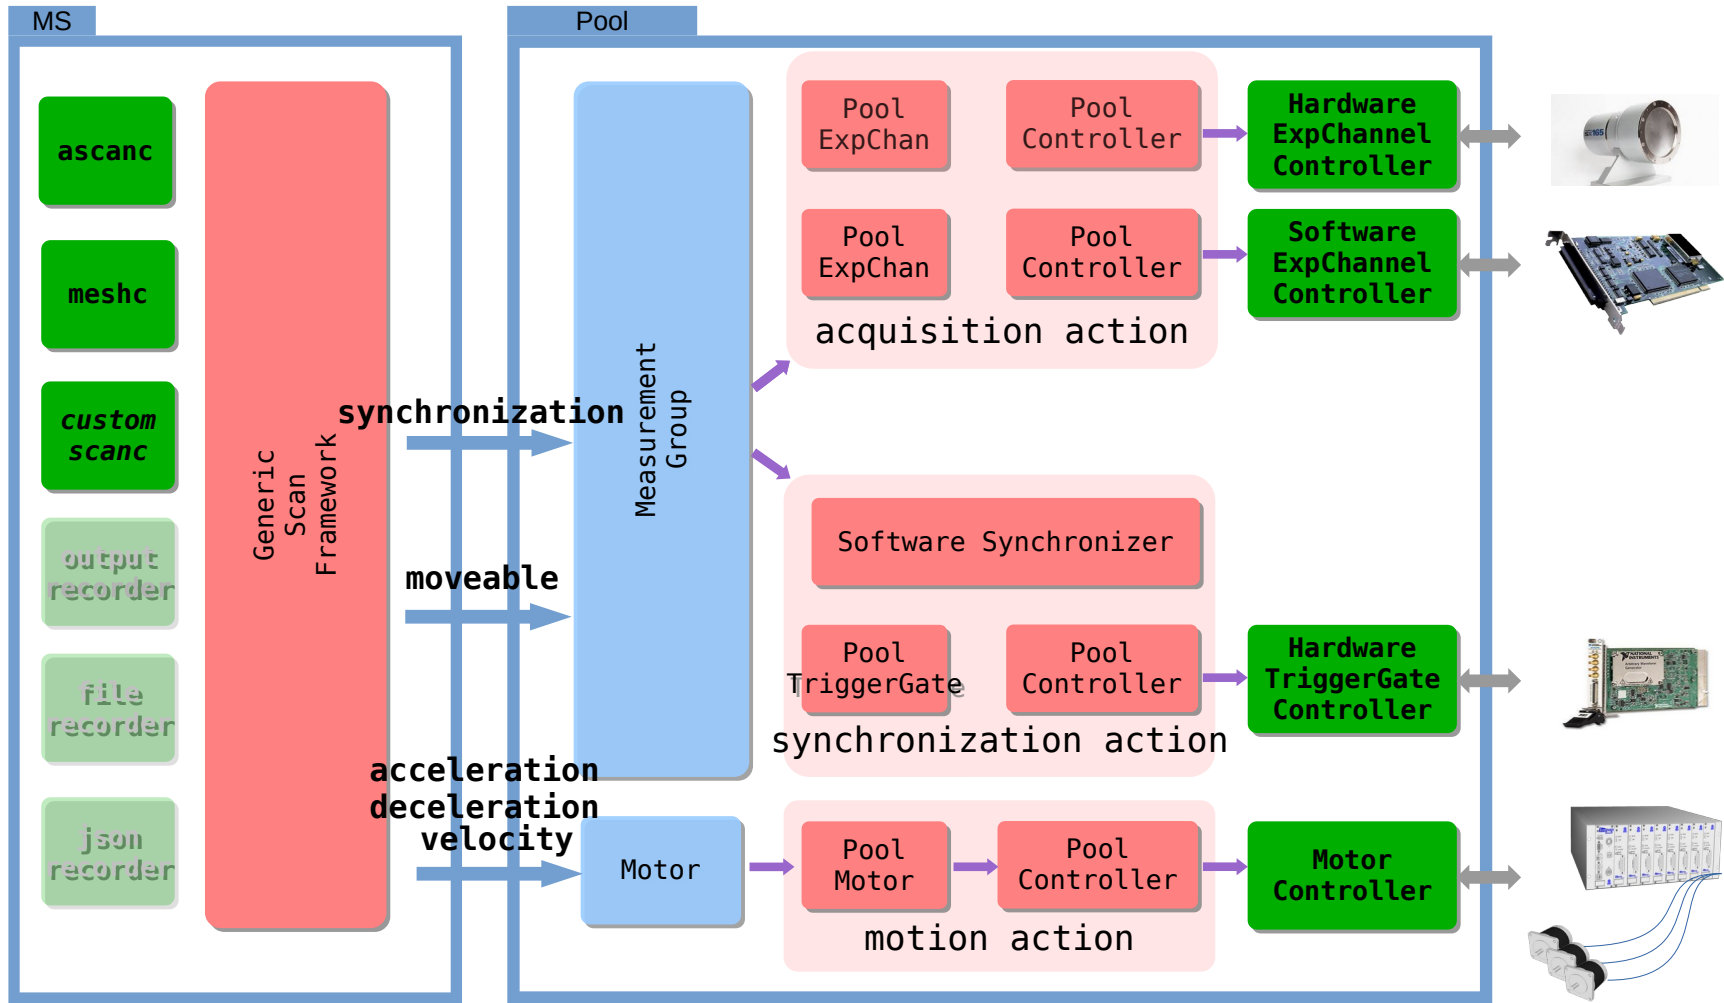 MS
Pool
ascanc
meshc
custom
scanc
output
recorder
file
recorder
json
recorder
Generic
Scan
Framework
synchronization
moveable
acceleration
deceleration
velocity
Measurement
Group
Motor
Pool
ExpChan
Pool
Controller
Pool
ExpChan
Pool
Controller
acquisition action
Software Synchronizer
Pool
TriggerGate
Pool
Controller
synchronization action
Pool
Motor
Pool
Controller
motion action
Hardware
ExpChannel
Controller
Software
ExpChannel
Controller
Hardware
TriggerGate
Controller
Motor
Controller
165
NATIONAL
INSTRUMENTS